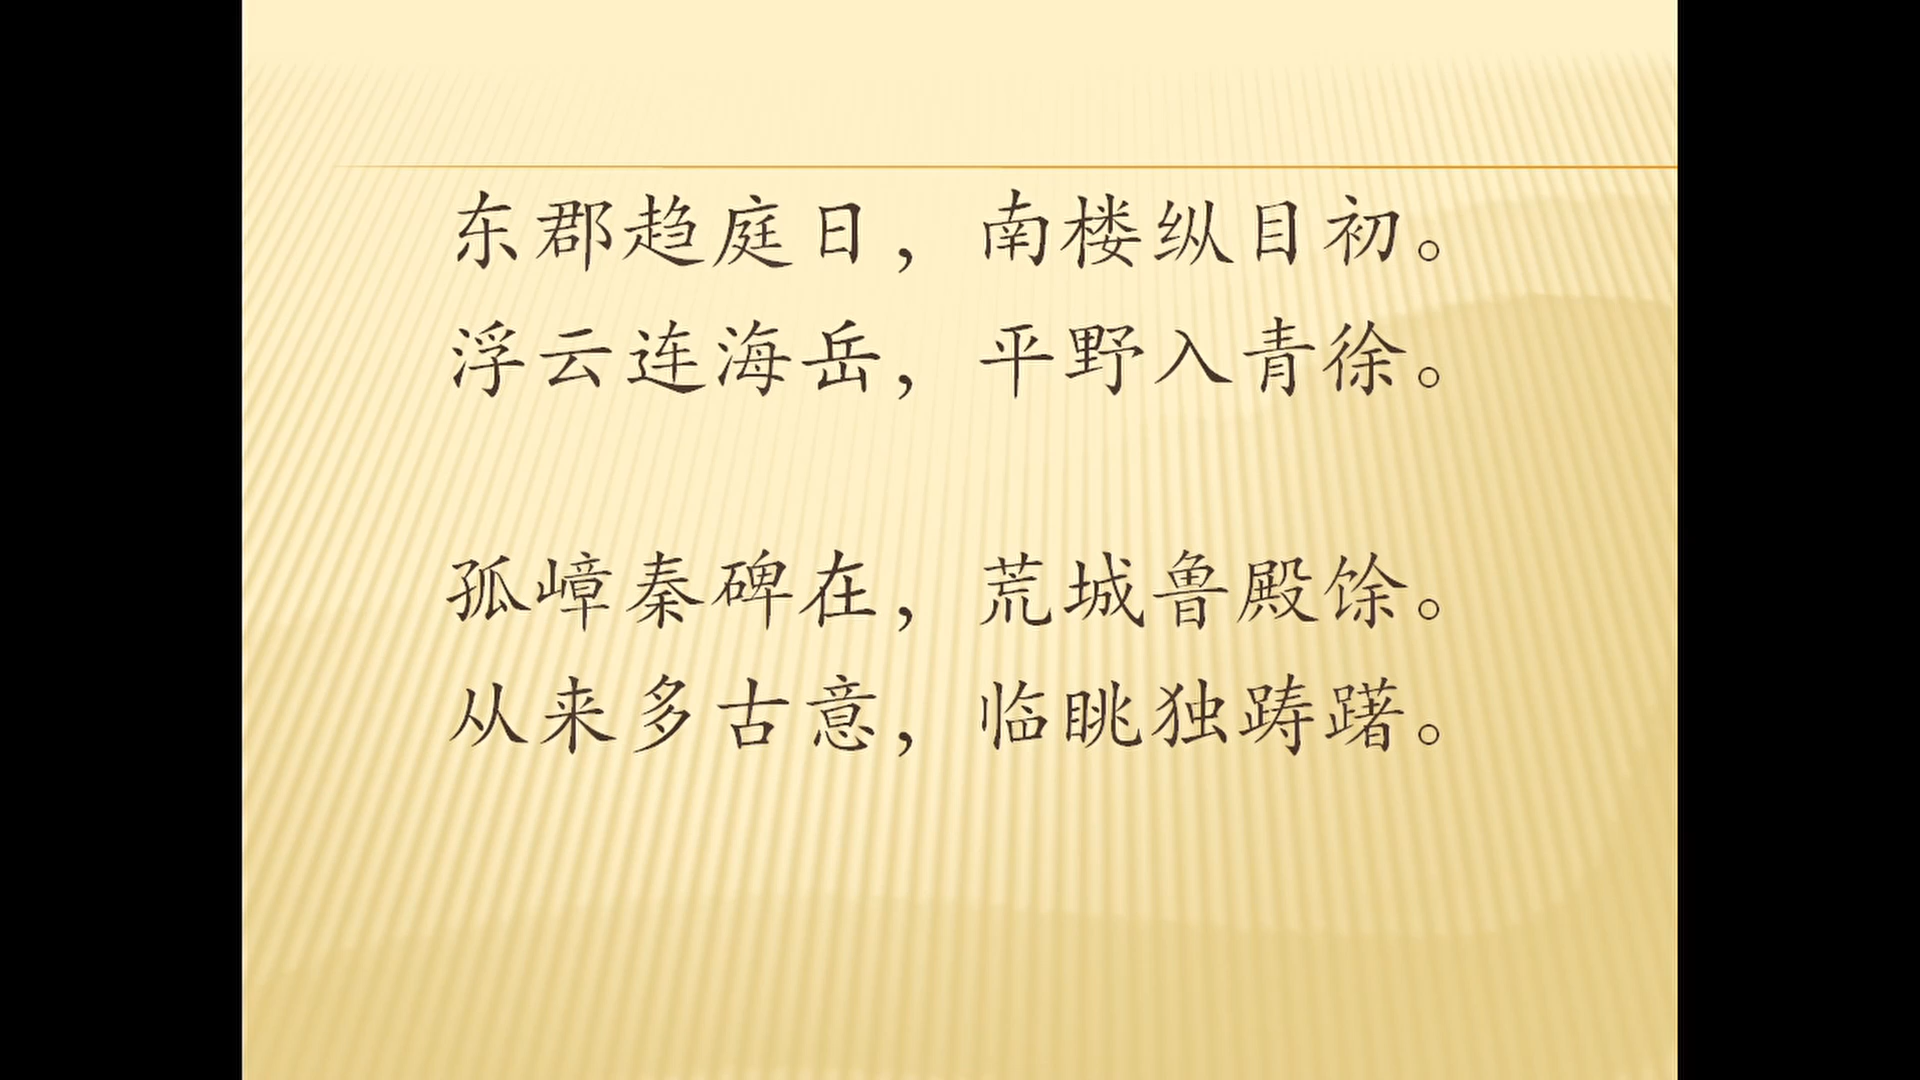 东郡趋庭日，南楼纵目初。
浮云连海岳，平野入青徐。
孤嶂秦碑在，荒城鲁殿馀。
从来多古意，临眺独踌躇。